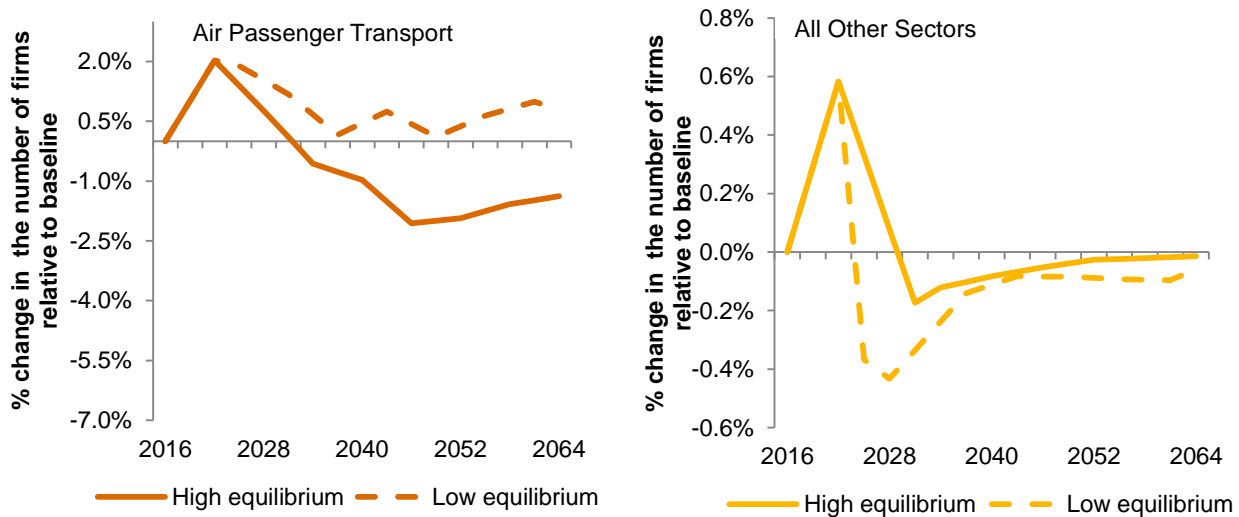 % change in the number of firms
relative to baseline
Air Passenger Transport
2.0%
0.5%
-1.0%
-2.5%
-4.0%
-5.5%
-7.0%
2016 2028 2040 2052 2064
High equilibrium Low equilibrium
% change in the number of firms
relative to baseline
All Other Sectors
0.8%
0.6%
0.4%
0.2%
0.0%
-0.2%
-0.4%
-0.6%
2016 2028 2040 2052 2064
High equilibrium Low equilibrium